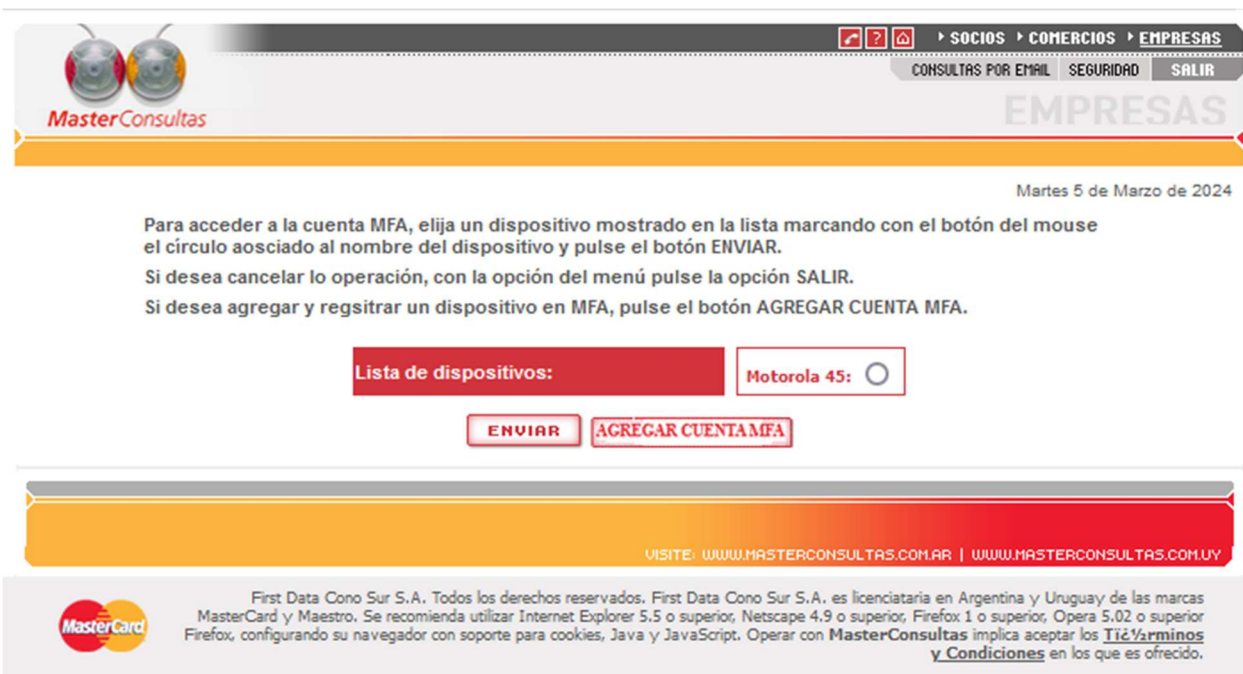 SOCIOS COMERCIOS EMPRESAS
CONSULTAS POR EMAIL SEGURIDAD SALIR
MasterConsultas
EMPRESAS
Martes 5 de Marzo de 2024
Para acceder a la cuenta MFA, elija un dispositivo mostrado en la lista marcando con el botón del mouse
el círculo aosciado al nombre del dispositivo y pulse el botón ENVIAR.
Si desea cancelar lo operación, con la opción del menú pulse la opción SALIR.
Si desea agregar y regsitrar un dispositivo en MFA, pulse el botón AGREGAR CUENTA MFA.
Lista de dispositivos: Motorola 45:
ENVIAR AGREGAR CUENTA MFA
VISITE: WWW.MASTERCONSULTAS.COM.AR | WWW.MASTERCONSULTAS.COM.UY
MasterCard
First Data Cono Sur S.A. Todos los derechos reservados. First Data Cono Sur S.A. es licenciataria en Argentina y Uruguay de las marcas
MasterCard y Maestro. Se recomienda utilizar Internet Explorer 5.5 o superior, Netscape 4.9 o superior, Firefox 1 o superior, Opera 5.02 o superior
Firefox, configurando su navegador con soporte para cookies, Java y JavaScript. Operar con MasterConsultas implica aceptar los Tï¿½rminos
y Condiciones en los que es ofrecido.